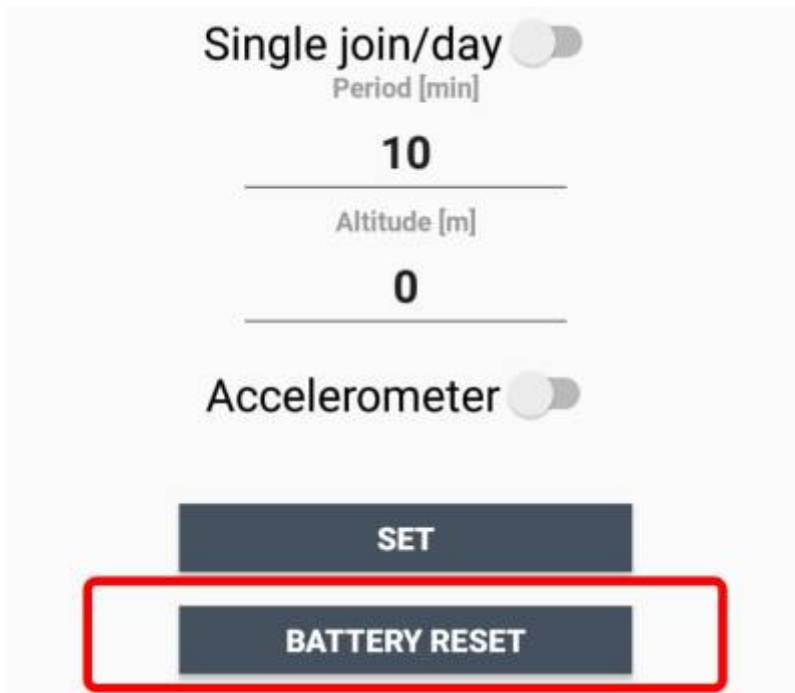 Single join/day
Period [min]
10
Altitude [m]
0
Accelerometer
SET
BATTERY RESET